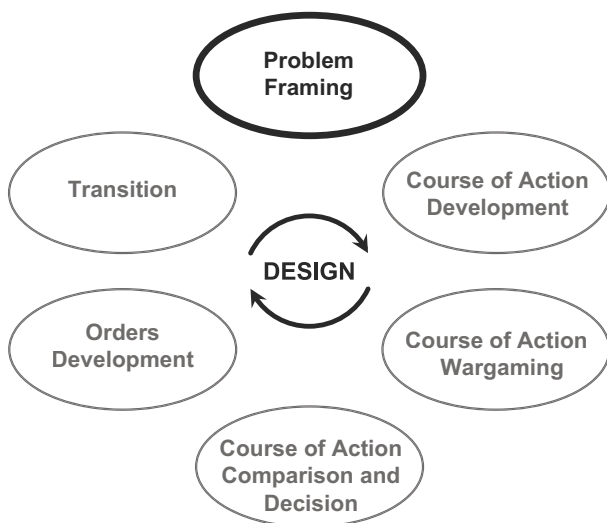 Problem
Framing
Transition
Course of Action
Development
DESIGN
Orders
Development
Course of Action
Wargaming
Course of Action
Comparison and
Decision